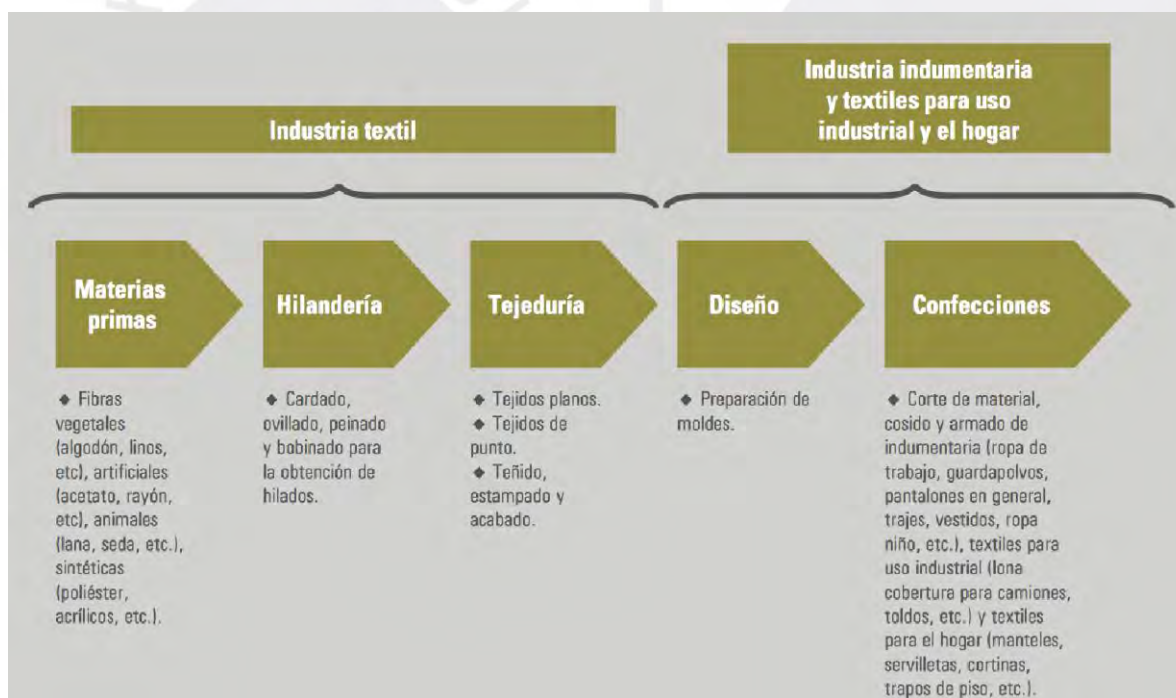 Industria textil
Industria indumentaria
y textiles para uso
industrial y el hogar
Materias
primas
Hilandería
Tejeduría
Diseño
Confecciones
◆ Fibras
vegetales
(algodón, linos,
etc), artificiales
(acetato, rayón,
etc), animales
(lana, seda, etc.),
sintéticas
(poliéster,
acrílicos, etc.).
◆ Cardado,
ovillado, peinado
y bobinado para
la obtención de
hilados.
◆ Tejidos planos.
◆ Tejidos de
punto.
◆ Teñido,
estampado y
acabado.
◆ Preparación de
moldes.
◆ Corte de material,
cosido y armado de
indumentaria (ropa de
trabajo, guardapolvos,
pantalones en general,
trajes, vestidos, ropa
niño, etc.), textiles para
uso industrial (lona
cobertura para camiones,
toldos, etc.) y textiles
para el hogar (manteles,
servilletas, cortinas,
trapos de piso, etc.).